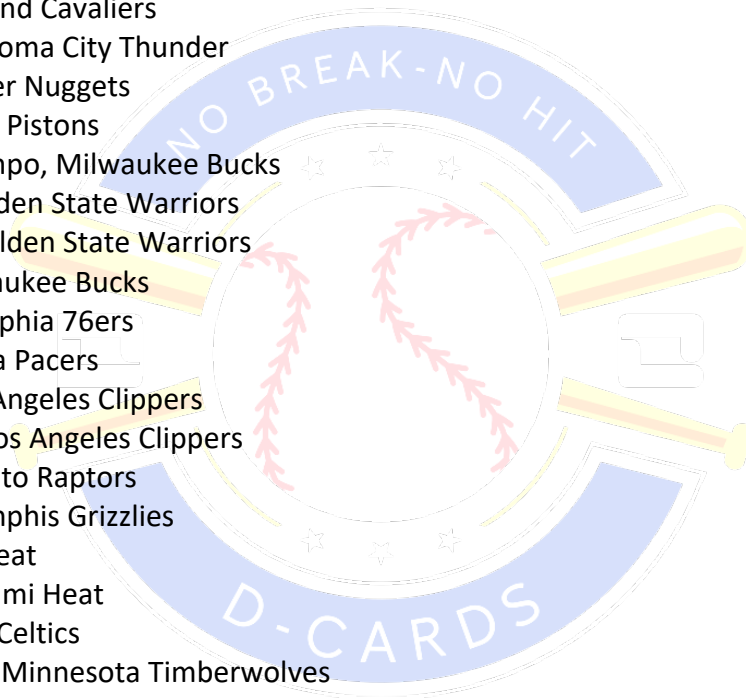 nd Cavaliers
oma City Thunder
er Nuggets
Pistons
mpo, Milwaukee Bucks
den State Warriors
lden State Warriors
aukee Bucks
phia 76ers
a Pacers
Angeles Clippers
os Angeles Clippers
to Raptors
nphis Grizzlies
eat
mi Heat
Celtics
Minnesota Timberwolves
NO BREAK-NO HIT
D-CARDS